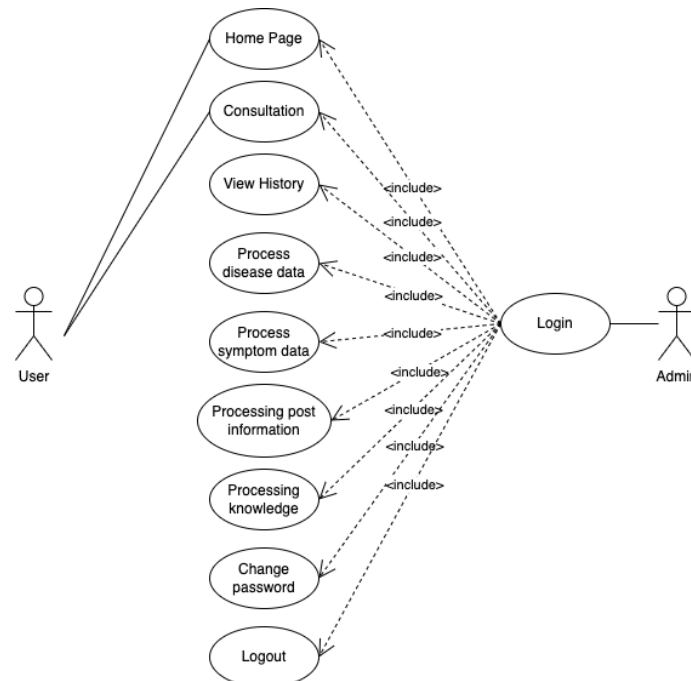 Home Page
Consultation
View History
<include>
<include>
<include>
Process
disease data
<include>
User
Process
symptom data
<include>
Login
Admin
<include>
Processing post
information
<include>
<include>
Processing
knowledge
<include>
Change
password
Logout